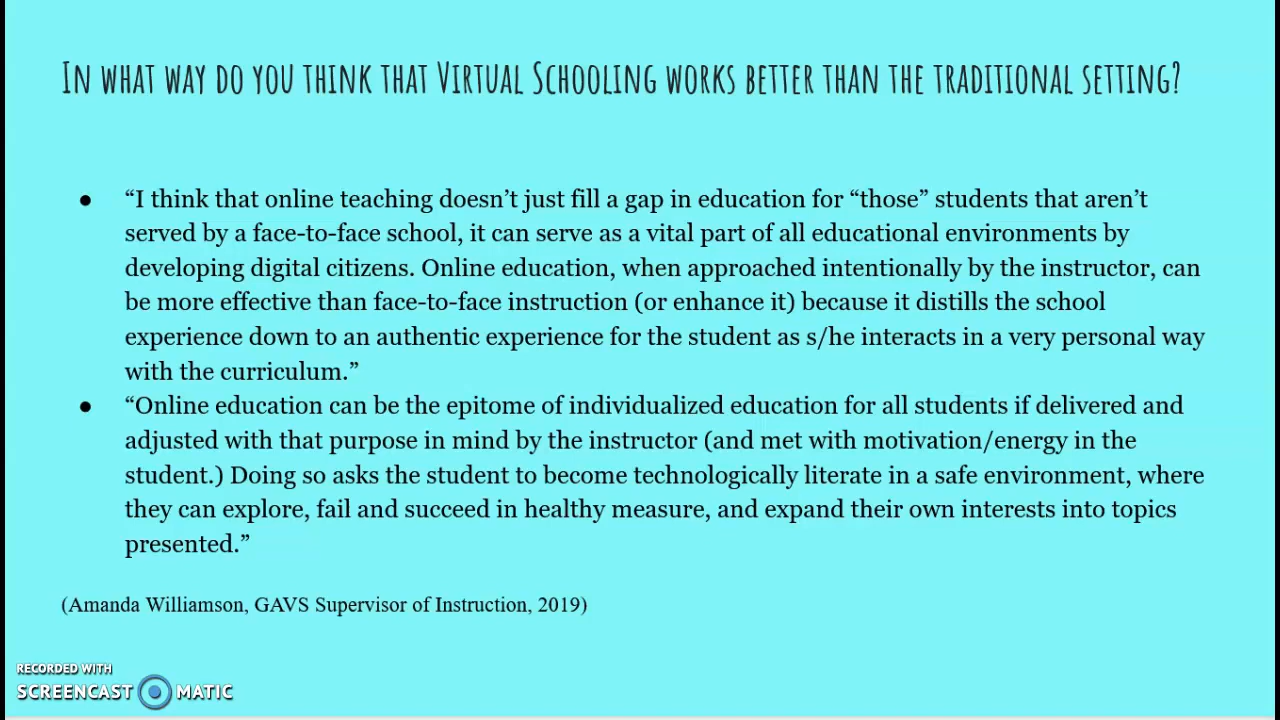 In what way do you think that Virtual Schooling works better than the traditional setting?
● “I think that online teaching doesn’t just fill a gap in education for “those” students that aren’t
served by a face-to-face school, it can serve as a vital part of all educational environments by
developing digital citizens. Online education, when approached intentionally by the instructor, can
be more effective than face-to-face instruction (or enhance it) because it distills the school
experience down to an authentic experience for the student as s/he interacts in a very personal way
with the curriculum.”
● “Online education can be the epitome of individualized education for all students if delivered and
adjusted with that purpose in mind by the instructor (and met with motivation/energy in the
student.) Doing so asks the student to become technologically literate in a safe environment, where
they can explore, fail and succeed in healthy measure, and expand their own interests into topics
presented.”
(Amanda Williamson, GAVS Supervisor of Instruction, 2019)
RECORDED WITH
SCREENCAST MATIC